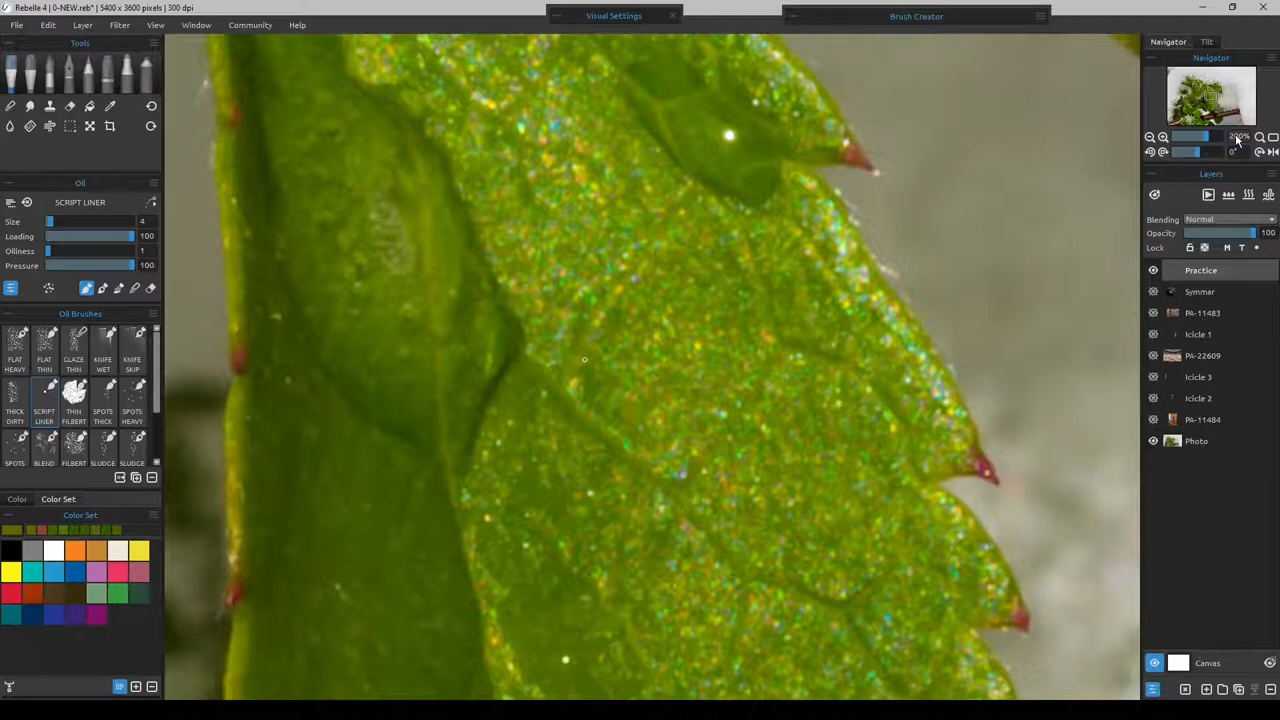 Rebelle 4 | 0-NEW.reb* | 5400 x 3600 pixels | 300 dpi
File Edit Layer Filter View Window Community Help
Visual Settings
Brush Creator
Tools
Oil
SCRIPT LINER
Size 4
Loading 100
Oiliness 1
Pressure 100
Oil Brushes
FLAT HEAVY
FLAT THIN
GLAZE THIN
KNIFE WET
KNIFE SKIP
THICK DIRTY
SCRIPT LINER
THIN FILBERT
SPOTS THICK
SPOTS HEAVY
SPOTS BLEND FILBERT SLUDGE SLUDGE
Color Color Set
Color Set
Navigator Tilt
Navigator
200%
0°
Layers
Blending Normal
Opacity 100
Lock M T
Practice
Symmar
PA-11483
Icicle 1
PA-22609
Icicle 3
Icicle 2
PA-11484
Photo
Canvas